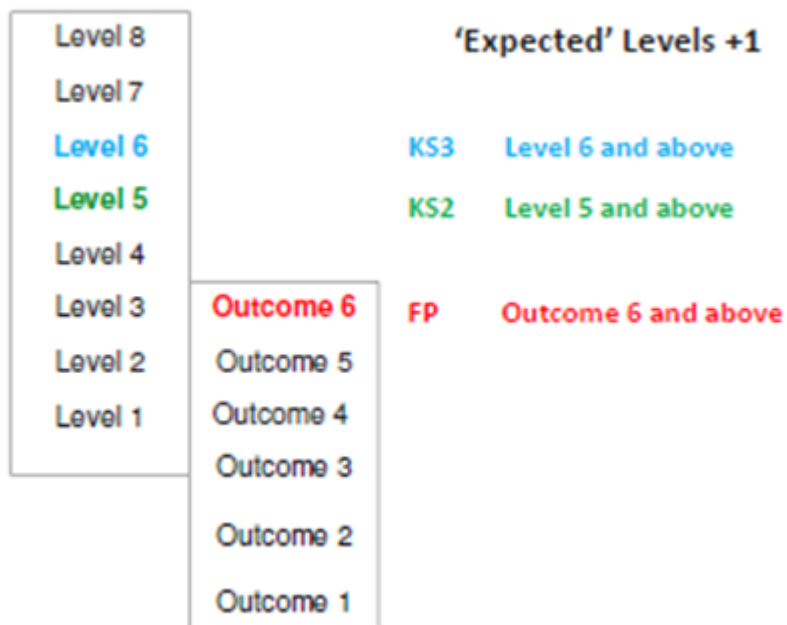 Level 8
'Expected' Levels +1
Level 7
Level 6
KS3 Level 6 and above
Level 5
KS2 Level 5 and above
Level 4
Level 3 Outcome 6 FP Outcome 6 and above
Level 2 Outcome 5
Level 1 Outcome 4
Outcome 3
Outcome 2
Outcome 1